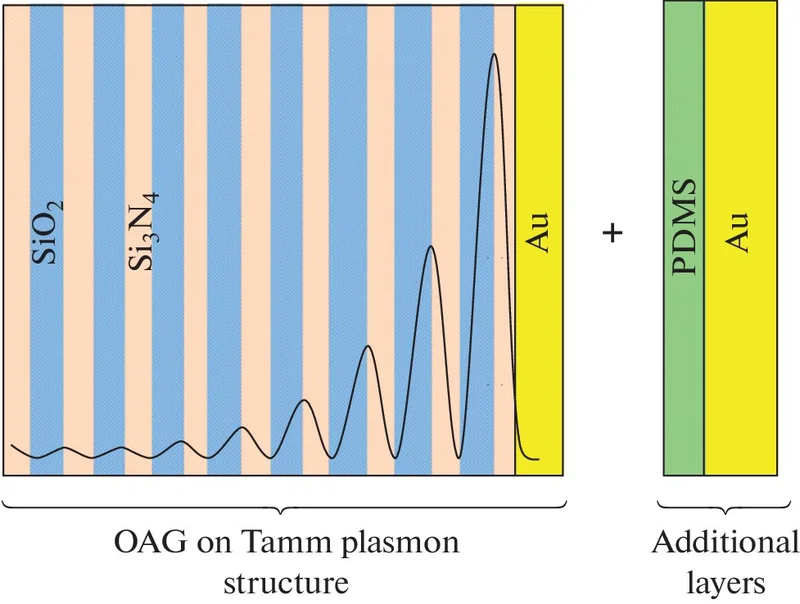 SiO₂
Si₃N₄
Au
+
PDMS
Au
OAG on Tamm plasmon
structure
Additional
layers